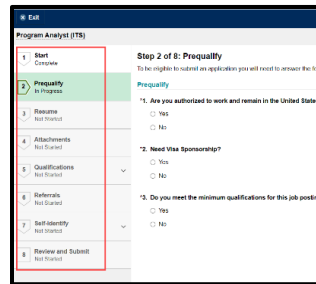 Exit
Program Analyst (ITS)
1 Start
Complete
2 Prequalify
In Progress
3 Resume
Not Started
4 Attachments
Not Started
5 Qualifications
Not Started
6 Referrals
Not Started
7 Self-Identify
Not Started
8 Review and Submit
Not Started
Step 2 of 8: Prequalify
To be eligible to submit an application you will need to answer the fo
Prequalify
*1. Are you authorized to work and remain in the United State
Yes
No
*2. Need Visa Sponsorship?
Yes
No
*3. Do you meet the minimum qualifications for this job postin
Yes
No